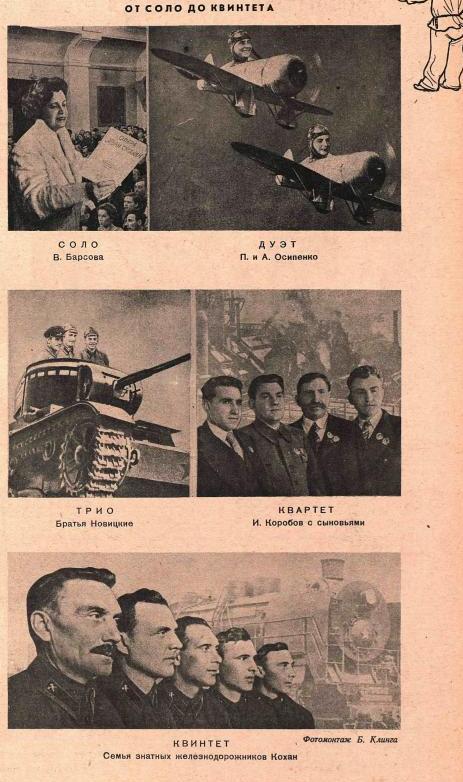 ОТ СОЛО ДО КВИНТЕТА
СОЛО
В. Барсова
ДУЭТ
П. и А. Осипенко
ТРИО
Братья Новицкие
КВАРТЕТ
И. Коробов с сыновьями
КВИНТЕТ
Фотомонтаж Б. Клинга
Семья знатных железнодорожников Кохан